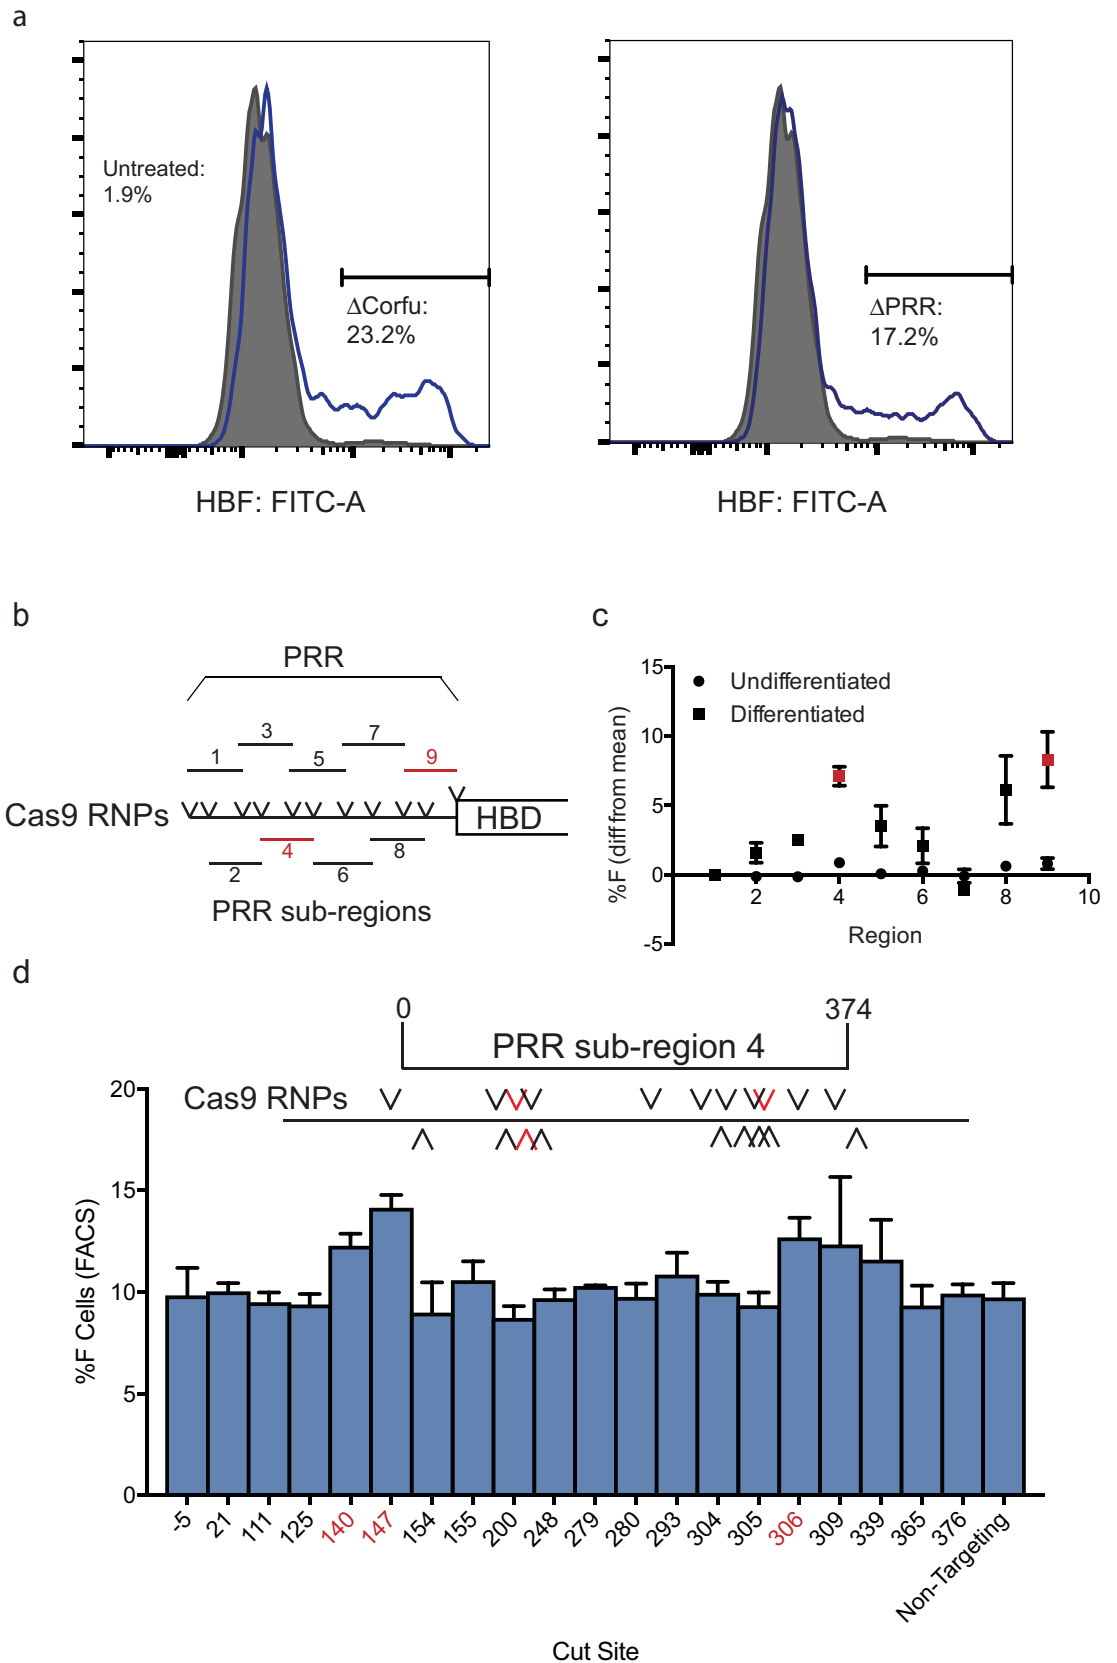 a
Untreated:
1.9%
ΔCorfu:
23.2%
HBF: FITC-A
ΔPRR:
17.2%
HBF: FITC-A
b
PRR
3
7
1
5
9
Cas9 RNPs
HBD
4
8
2
6
PRR sub-regions
c
%F (diff from mean)
15
10
5
0
-5
Undifferentiated
Differentiated
2
4
6
8
10
Region
d
0
374
PRR sub-region 4
Cas9 RNPs
%F Cells (FACS)
20
15
10
5
0
-5
21
111
125
140
147
154
155
200
248
279
280
293
304
305
306
309
339
365
376
Non-Targeting
Cut Site